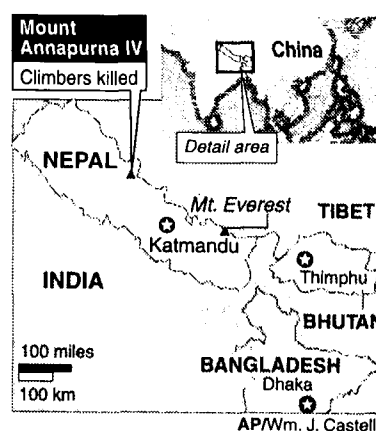 Mount
Annapurna IV
Climbers killed
China
Detail area
NEPAL
Mt. Everest
TIBET
Katmandu
Thimphu
INDIA
BHUTAN
100 miles
100 km
BANGLADESH
Dhaka
AP/Wm. J. Castell